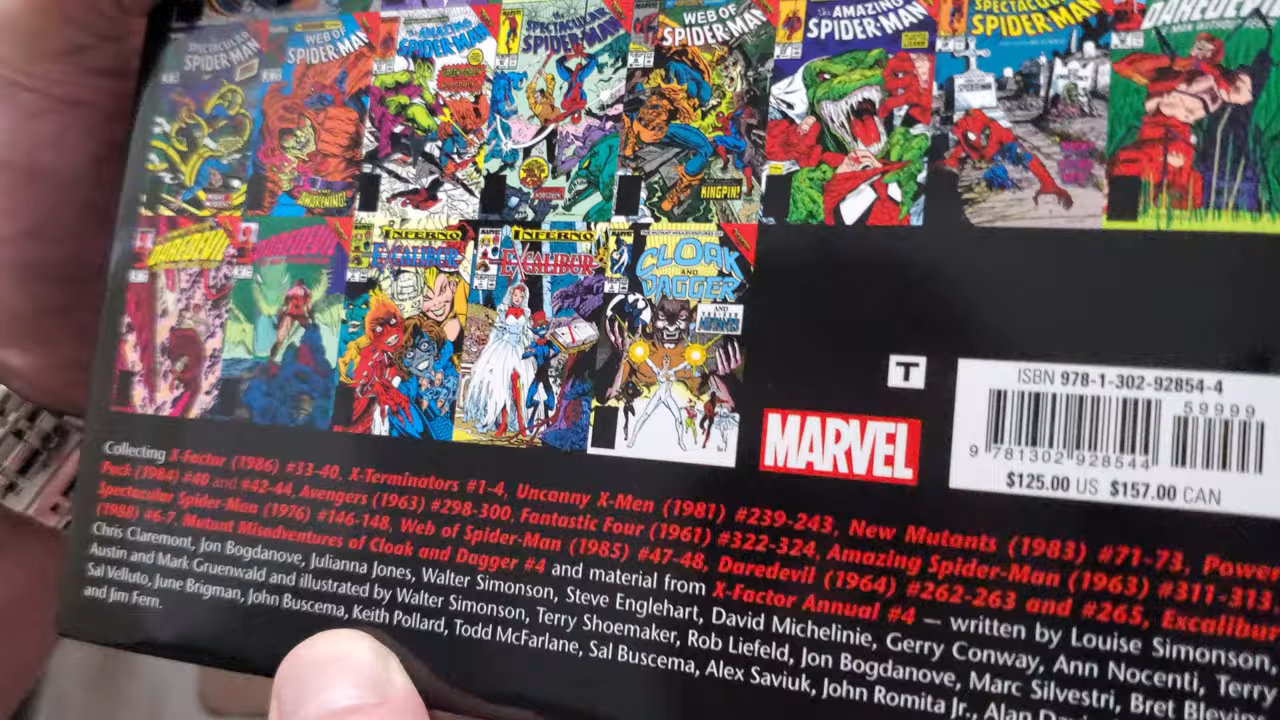 SPECTACULAR SPIDER-MAN
WEB OF SPIDER-MAN
AWAKENING!
the AMAZING SPIDER-MAN
the SPECTACULAR SPIDER-MAN
WEB OF SPIDER-MAN
KINGPIN!
the AMAZING SPIDER-MAN
SPECTACULAR SPIDER-MAN
DAREDEVIL
DAREDEVIL
DAREDEVIL
INFERNO
EXCALIBUR
INFERNO
EXCALIBUR
CLOAK AND DAGGER
AND
T
MARVEL
ISBN 978-1-302-92854-4
59999
9 781302 928544
$125.00 US $157.00 CAN
Collecting X-Factor (1986) #33-40, X-Terminators #1-4, Uncanny X-Men (1981) #239-243, New Mutants (1983) #71-73, Power
Pack (1984) #40 and #42-44, Avengers (1963) #298-300, Fantastic Four (1961) #322-324, Amazing Spider-Man (1963) #311-313,
Spectacular Spider-Man (1976) #146-148, Web of Spider-Man (1985) #47-48, Daredevil (1964) #262-263 and #265, Excalibur
(1988) #6-7, Mutant Misadventures of Cloak and Dagger #4 and material from X-Factor Annual #4 — written by Louise Simonson,
Chris Claremont, Jon Bogdanove, Julianna Jones, Walter Simonson, Steve Englehart, David Michelinie, Gerry Conway, Ann Nocenti, Terry
Austin and Mark Gruenwald and illustrated by Walter Simonson, Terry Shoemaker, Rob Liefeld, Jon Bogdanove, Marc Silvestri, Bret Blevins,
Sal Velluto, June Brigman, John Buscema, Keith Pollard, Todd McFarlane, Sal Buscema, Alex Saviuk, John Romita Jr., Alan
and Jim Fern.